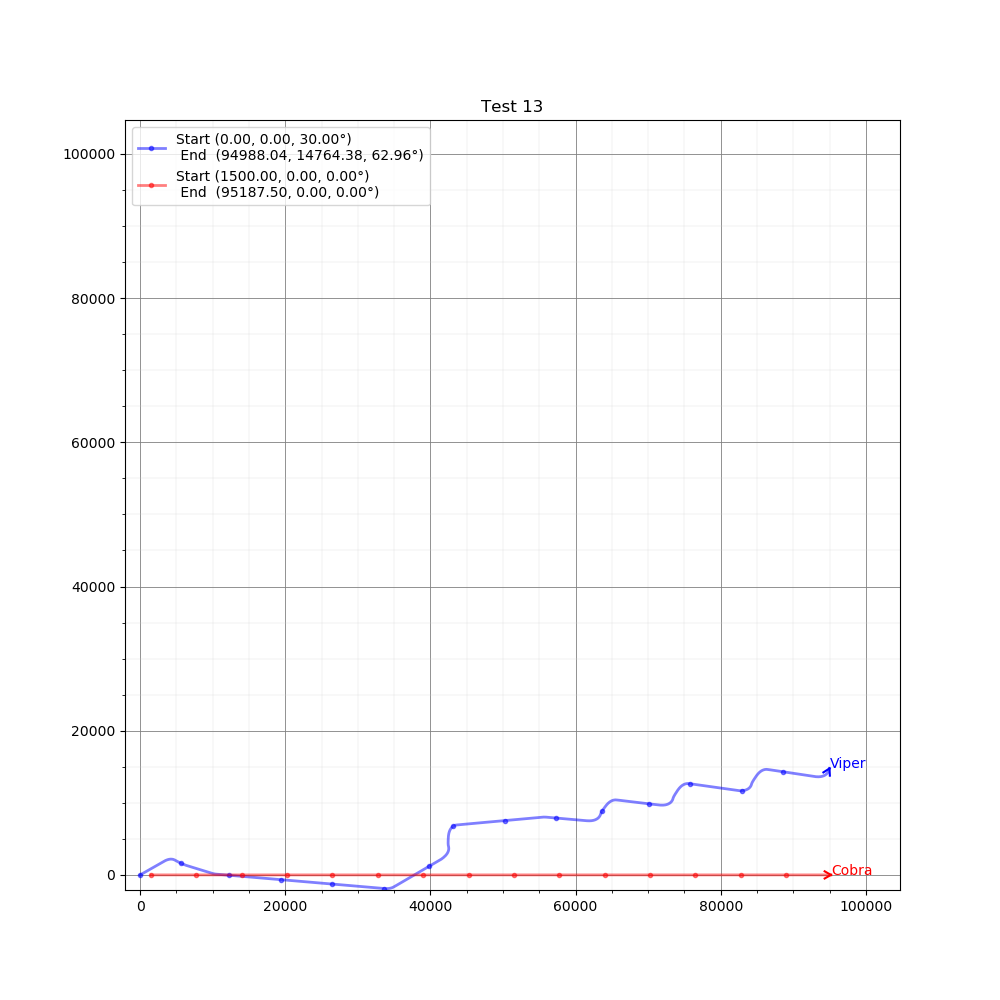 Test 13
Start (0.00, 0.00, 30.00°)
End  (94988.04, 14764.38, 62.96°)
Start (1500.00, 0.00, 0.00°)
End  (95187.50, 0.00, 0.00°)
100000
80000
60000
40000
20000
0
Viper
Cobra
0 20000 40000 60000 80000 100000